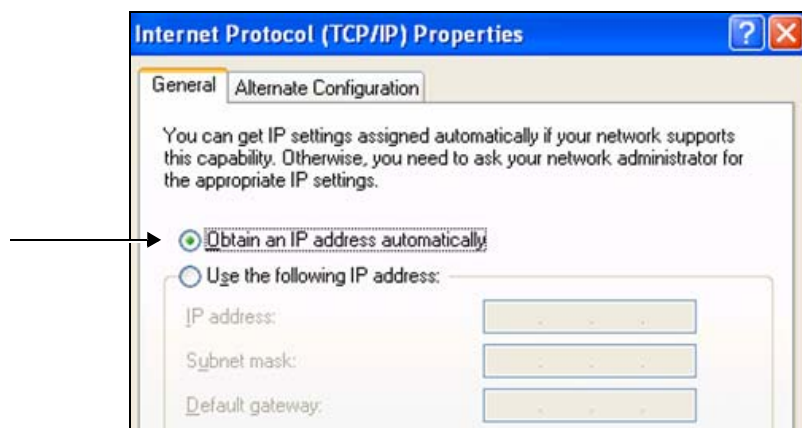 Internet Protocol (TCP/IP) Properties
General
Alternate Configuration
You can get IP settings assigned automatically if your network supports
this capability. Otherwise, you need to ask your network administrator for
the appropriate IP settings.
Obtain an IP address automatically
Use the following IP address:
IP address:
Subnet mask:
Default gateway: